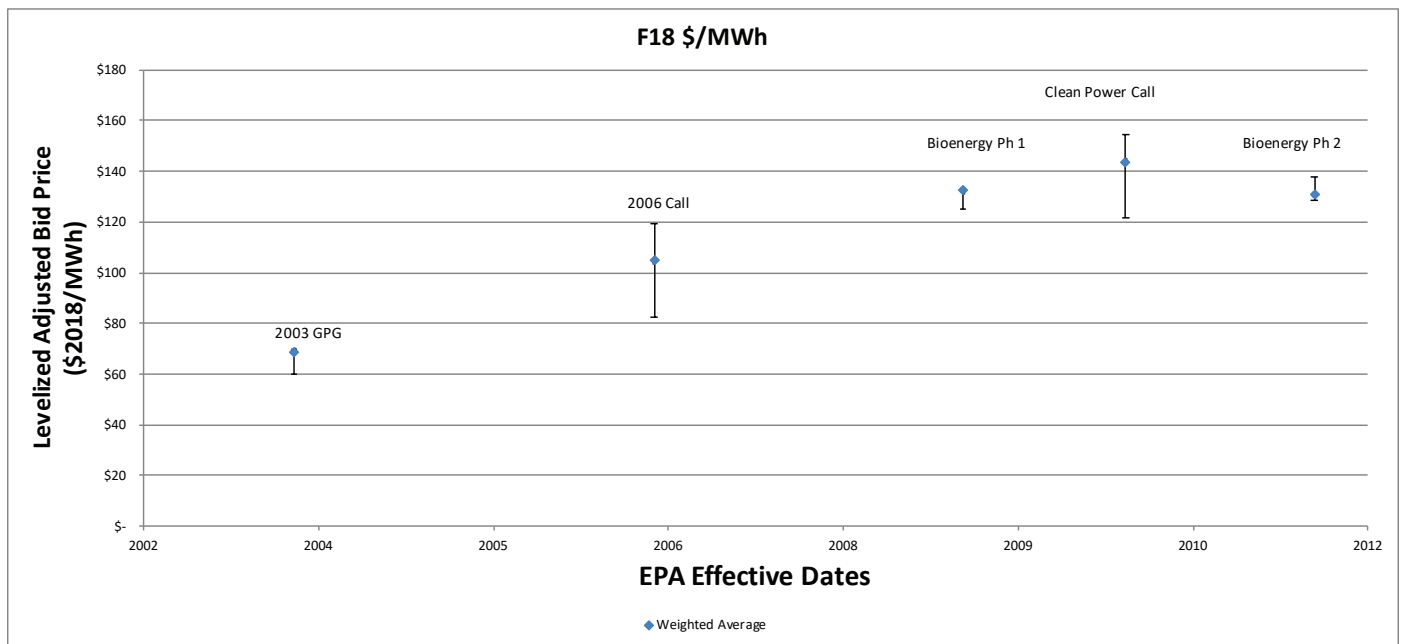 F18 $/MWh
$180
$160
$140
$120
$100
$80
$60
$40
$20
$-
Levelized Adjusted Bid Price
($2018/MWh)
2003 GPG
2006 Call
Bioenergy Ph 1
Clean Power Call
Bioenergy Ph 2
2002 2004 2005 2006 2008 2009 2010 2012
EPA Effective Dates
Weighted Average